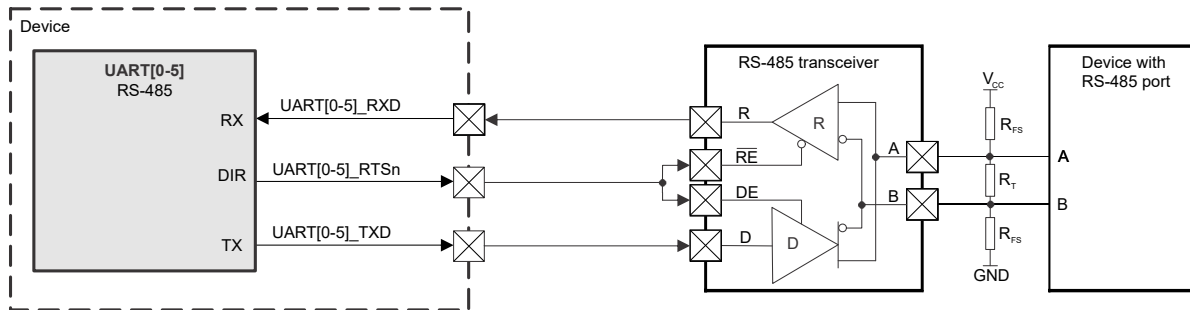 Device
UART[0-5]
RS-485
RX
DIR
TX
UART[0-5]_RXD
UART[0-5]_RTSn
UART[0-5]_TXD
RS-485 transceiver
R
RE
DE
D
R
D
A
B
VCC
RFS
RT
RFS
GND
Device with
RS-485 port
A
B